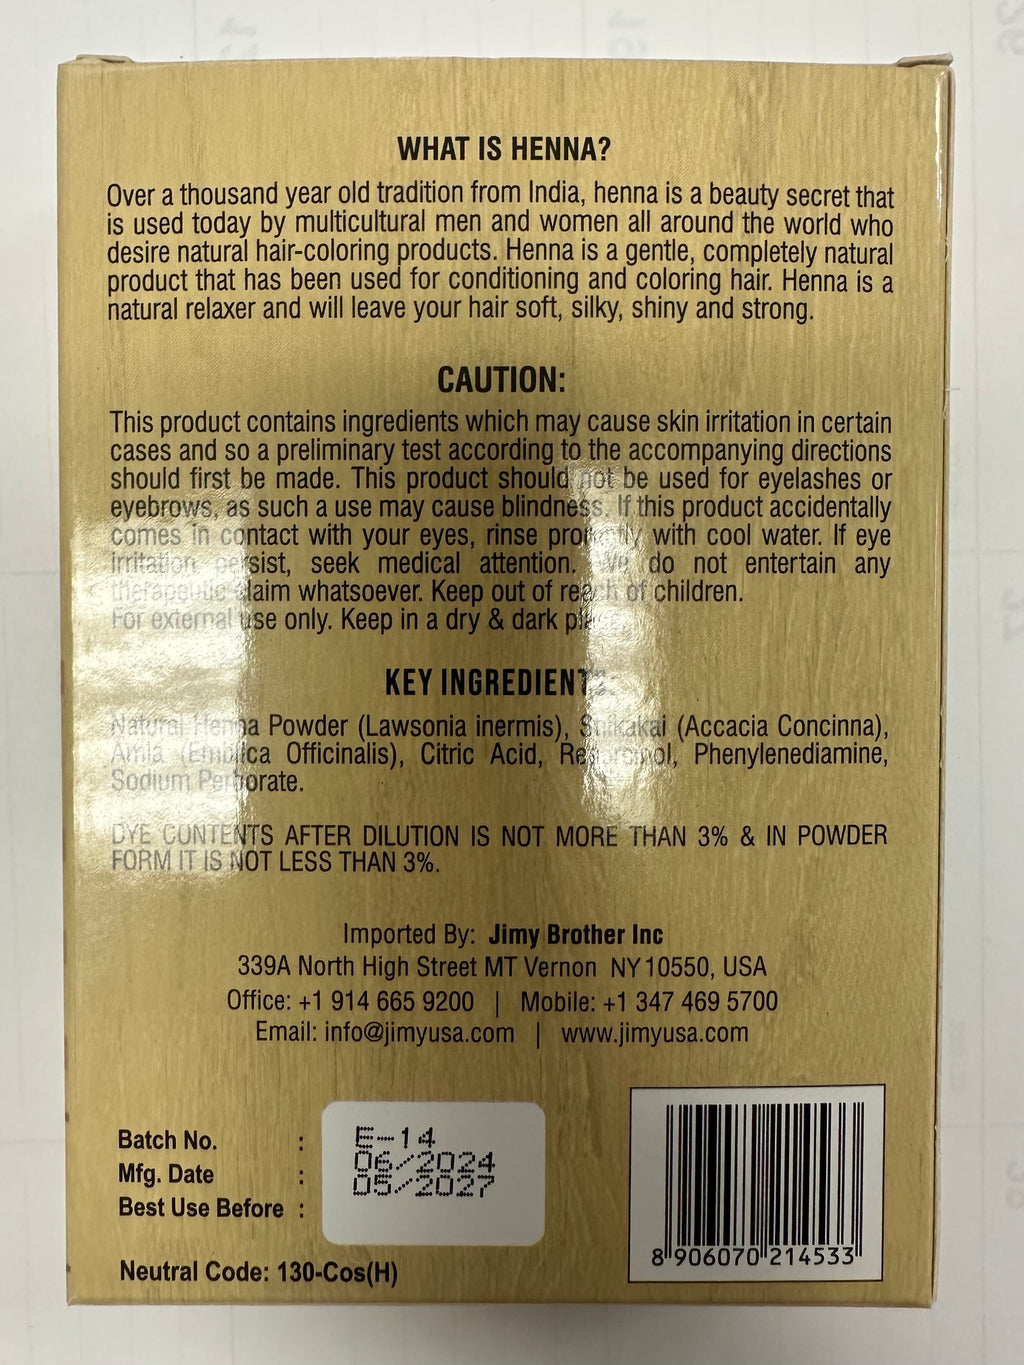 WHAT IS HENNA?
Over a thousand year old tradition from India, henna is a beauty secret that
is used today by multicultural men and women all around the world who
desire natural hair-coloring products. Henna is a gentle, completely natural
product that has been used for conditioning and coloring hair. Henna is a
natural relaxer and will leave your hair soft, silky, shiny and strong.
CAUTION:
This product contains ingredients which may cause skin irritation in certain
cases and so a preliminary test according to the accompanying directions
should first be made. This product should not be used for eyelashes or
eyebrows, as such a use may cause blindness. If this product accidentally
comes in contact with your eyes, rinse with cool water. If eye
irritation persist, seek medical attention. We do not entertain any
therapeutic claim whatsoever. Keep out of reach of children.
For external use only. Keep in a dry & dark place.
KEY INGREDIENTS:
Natural Henna Powder (Lawsonia inermis), Shikakai (Accacia Concinna),
Amla (Emblica Officinalis), Citric Acid, Resorcinol, Phenylenediamine,
Sodium Perborate.
DYE CONTENTS AFTER DILUTION IS NOT MORE THAN 3% & IN POWDER
FORM IT IS NOT LESS THAN 3%.
Imported By: Jimy Brother Inc
339A North High Street MT Vernon NY 10550, USA
Office: +1 914 665 9200 | Mobile: +1 347 469 5700
Email: info@jimyusa.com | www.jimyusa.com
Batch No. : E-14
Mfg. Date : 06/2024
Best Use Before : 05/2027
Neutral Code: 130-Cos(H)
8 906070 214533